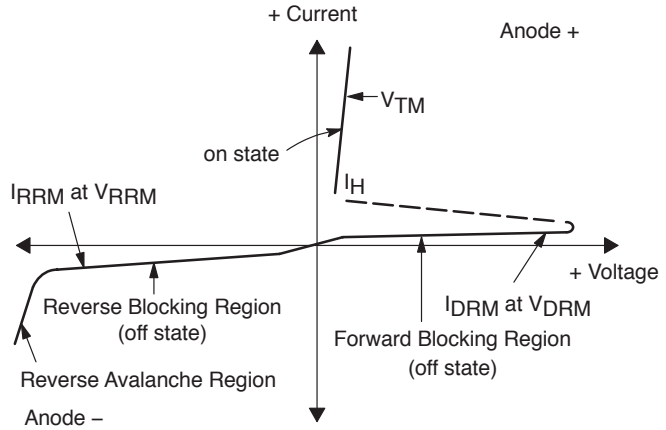 + Current
Anode +
VTM
on state
IH
IRRM at VRRM
+ Voltage
Reverse Blocking Region
(off state)
IDRM at VDRM
Forward Blocking Region
(off state)
Reverse Avalanche Region
Anode −